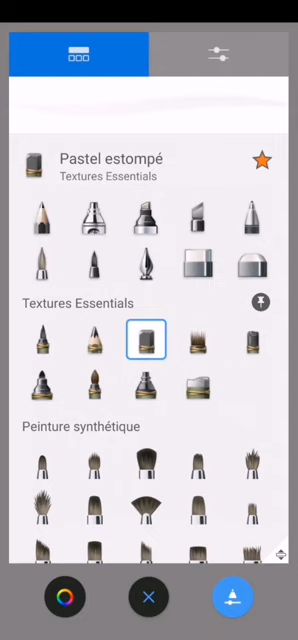 Pastel estompé
Textures Essentials
Textures Essentials
Peinture synthétique